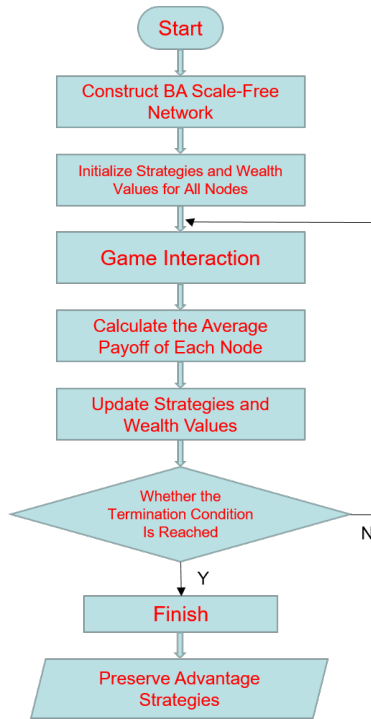 Start
Construct BA Scale-Free
Network
Initialize Strategies and Wealth
Values for All Nodes
Game Interaction
Calculate the Average
Payoff of Each Node
Update Strategies and
Wealth Values
Whether the
Termination Condition
Is Reached
N
Y
Finish
Preserve Advantage
Strategies